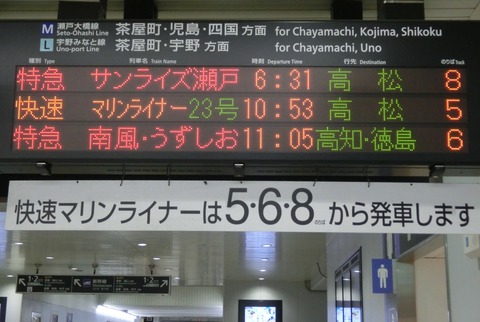 M 瀬戸大橋線 茶屋町・児島・四国 方面 for Chayamachi, Kojima, Shikoku
Seto-Ohashi Line
L 宇野みなと線 茶屋町・宇野 方面 for Chayamachi, Uno
Uno-port Line
種別 Type 列車名 Train Name 時刻 Departure Time 行先 Destination のりば Track
特急 サンライズ瀬戸 6:31 高松 8
快速 マリンライナー23号 10:53 高松 5
特急 南風・うずしお 11:05 高知・徳島 6
快速マリンライナーは5・6・8のりばから発車します